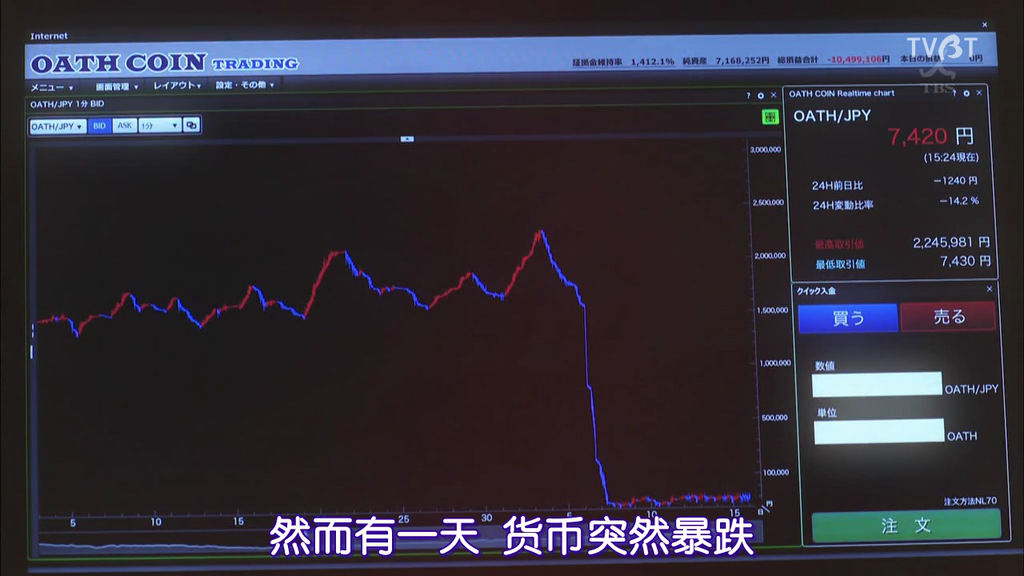 Internet
OATH COIN TRADING
証拠金維持率 1,412.1% 純資産 7,168,252円 総損益合計 -10,499,106円 本日の損益 0円
TVBT
TBS
メニュー 画面管理 レイアウト 設定・その他
OATH/JPY 1分 BID
OATH/JPY BID ASK 1分
3,000,000
2,500,000
2,000,000
1,500,000
1,000,000
500,000
100,000
円
5 10 15 25 30 5 10 15 日
OATH COIN Realtime chart
OATH/JPY
7,420 円
(15:24現在)
24H前日比 -1240 円
24H変動比率 -14.2 %
最高取引値 2,245,981 円
最低取引値 7,430 円
クイック入金
買う 売る
数値
OATH/JPY
単位
OATH
注文方法NL70
注 文
然而有一天 货币突然暴跌